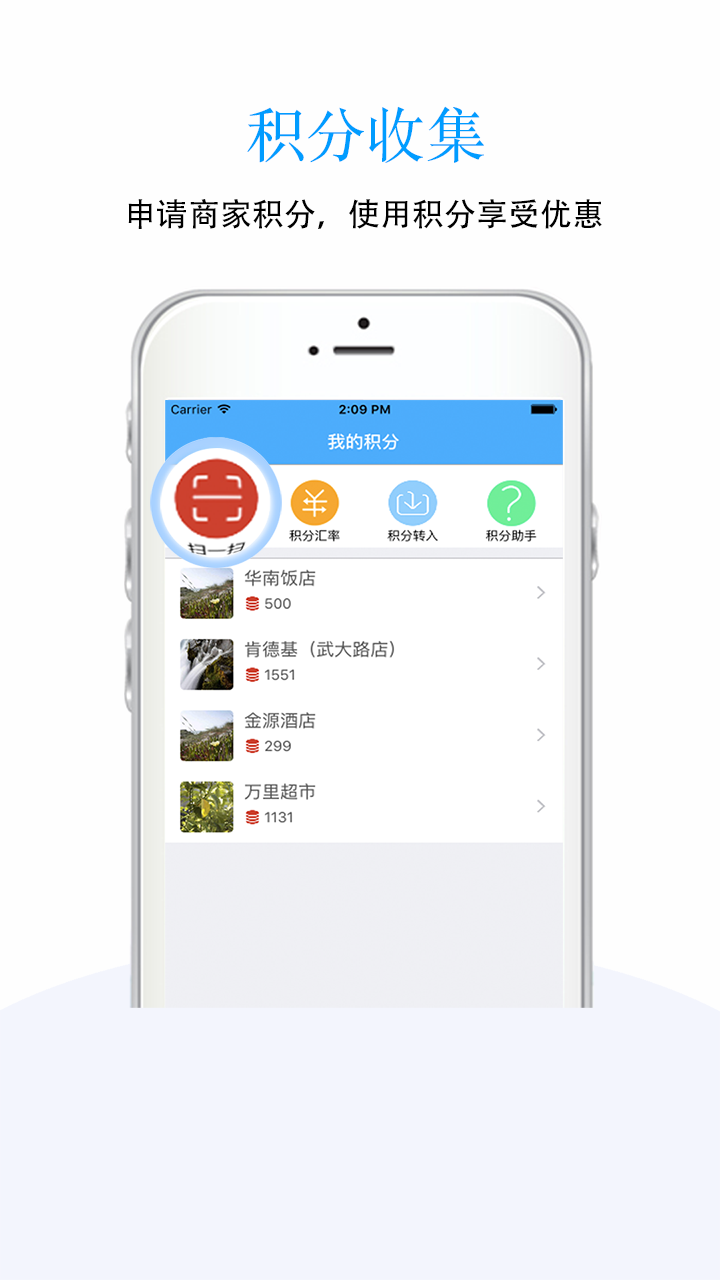 积分收集
申请商家积分，使用积分享受优惠
Carrier 2:09 PM
我的积分
扫一扫 积分汇率 积分转入 积分助手
华南饭店
500
肯德基（武大路店）
1551
金源酒店
299
万里超市
1131